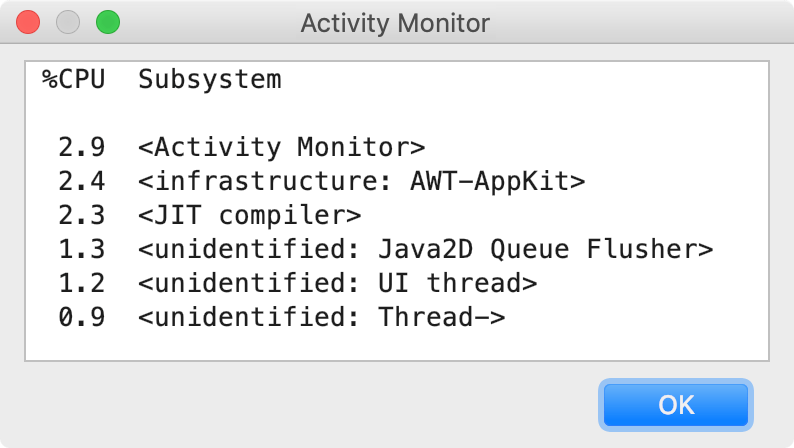 Activity Monitor
%CPU  Subsystem
2.9  <Activity Monitor>
2.4  <infrastructure: AWT-AppKit>
2.3  <JIT compiler>
1.3  <unidentified: Java2D Queue Flusher>
1.2  <unidentified: UI thread>
0.9  <unidentified: Thread->
OK